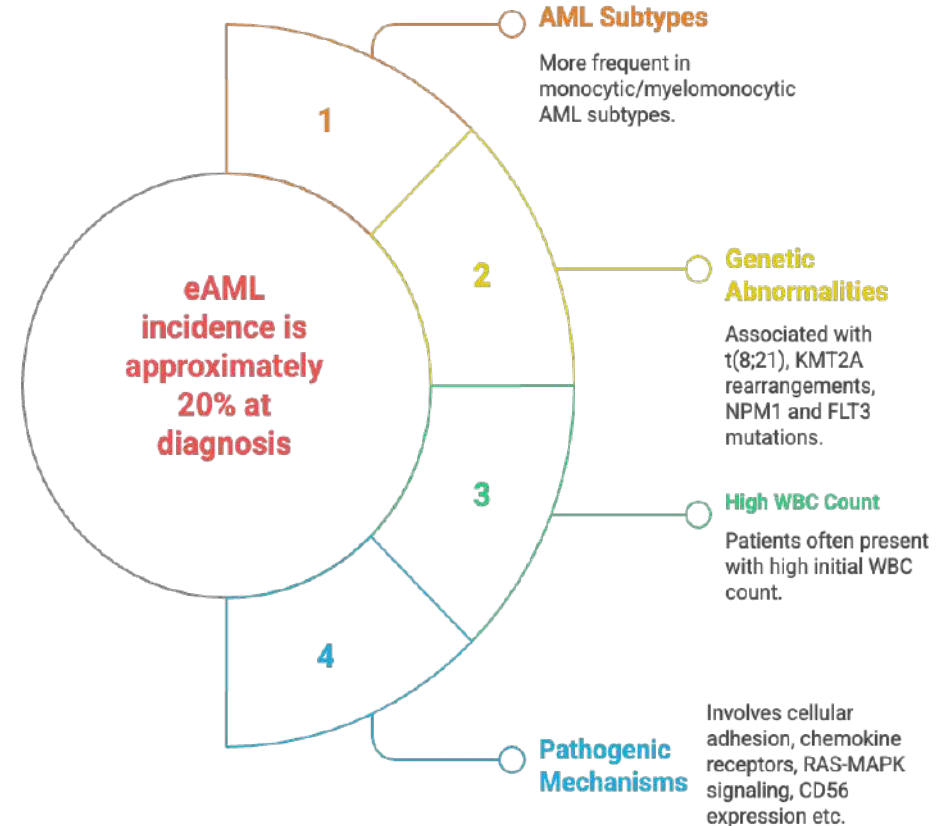 eAML
incidence is
approximately
20% at
diagnosis
1
AML Subtypes
More frequent in
monocytic/myelomonocytic
AML subtypes.
2
Genetic
Abnormalities
Associated with
t(8;21), KMT2A
rearrangements,
NPM1 and FLT3
mutations.
3
High WBC Count
Patients often present
with high initial WBC
count.
4
Pathogenic
Mechanisms
Involves cellular
adhesion, chemokine
receptors, RAS-MAPK
signaling, CD56
expression etc.